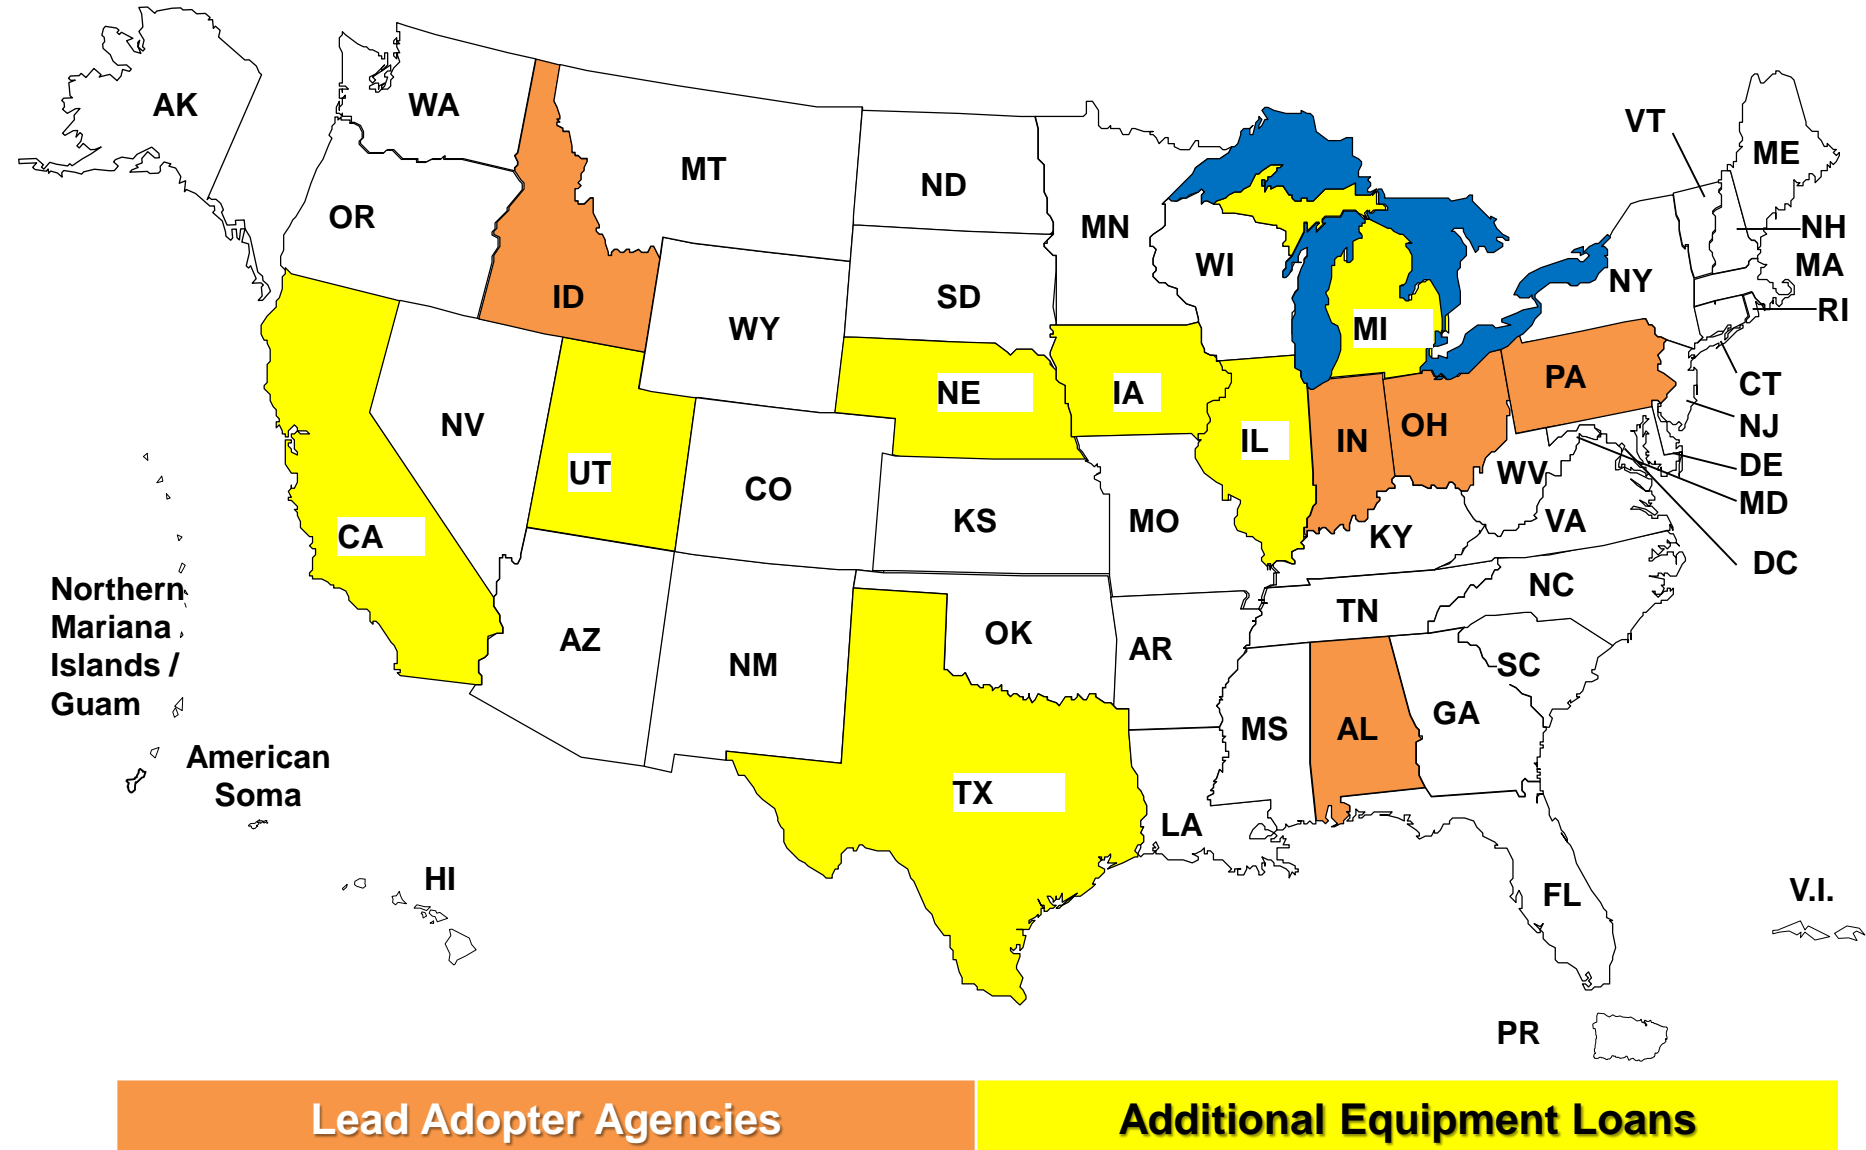 AK
WA
MT
ND
MN
VT
ME
OR
ID
SD
WI
NH
MA
NY
RI
WY
MI
NE
IA
PA
CT
NV
UT
CO
IL
IN
OH
NJ
DE
WV
MD
CA
KS
MO
KY
VA
DC
Northern
Mariana
Islands /
Guam
AZ
NM
OK
AR
TN
NC
SC
American
Soma
TX
MS
AL
GA
LA
HI
FL
V.I.
PR
Lead Adopter Agencies
Additional Equipment Loans